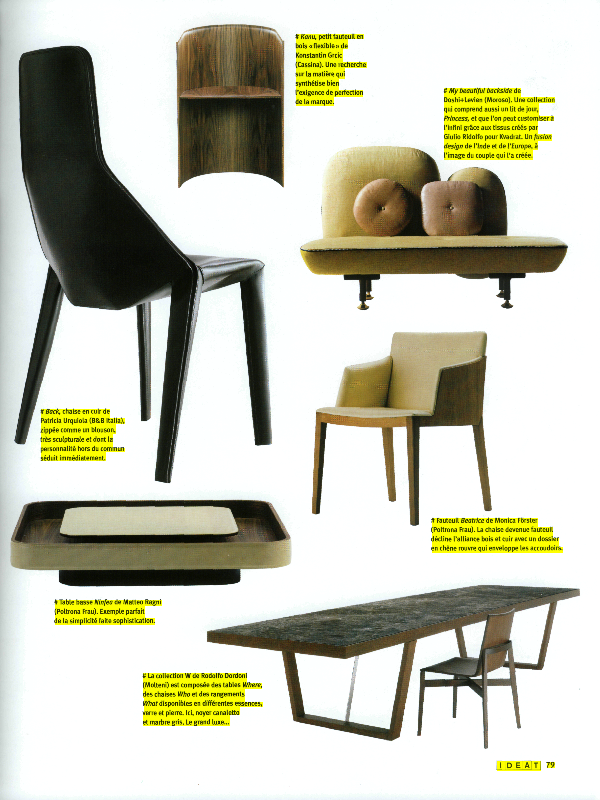 # Kanu, petit fauteuil en
bois « flexible » de
Konstantin Grcic
(Cassina). Une recherche
sur la matière qui
synthétise bien
l'exigence de perfection
de la marque.
# My beautiful backside de
Doshi+Levien (Moroso). Une collection
qui comprend aussi un lit de jour,
Princess, et que l'on peut customiser à
l'infini grâce aux tissus créés par
Giulio Ridolfo pour Kvadrat. Un fusion
design de l'Inde et de l'Europe, à
l'image du couple qui l'a créée.
# Back, chaise en cuir de
Patricia Urquiola (B&B Italia),
zippée comme un blouson,
très sculpturale et dont la
personnalité hors du commun
séduit immédiatement.
# Fauteuil Beatrice de Monica Förster
(Poltrona Frau). La chaise devenue fauteuil
décline l'alliance bois et cuir avec un dossier
en chêne rouvre qui enveloppe les accoudoirs.
# Table basse Ninfea de Matteo Ragni
(Poltrona Frau). Exemple parfait
de la simplicité faite sophistication.
# La collection W de Rodolfo Dordoni
(Molteni) est composée des tables Where,
des chaises Who et des rangements
What disponibles en différentes essences,
verre et pierre. Ici, noyer canaletto
et marbre gris. Le grand luxe...
IDEAT 79